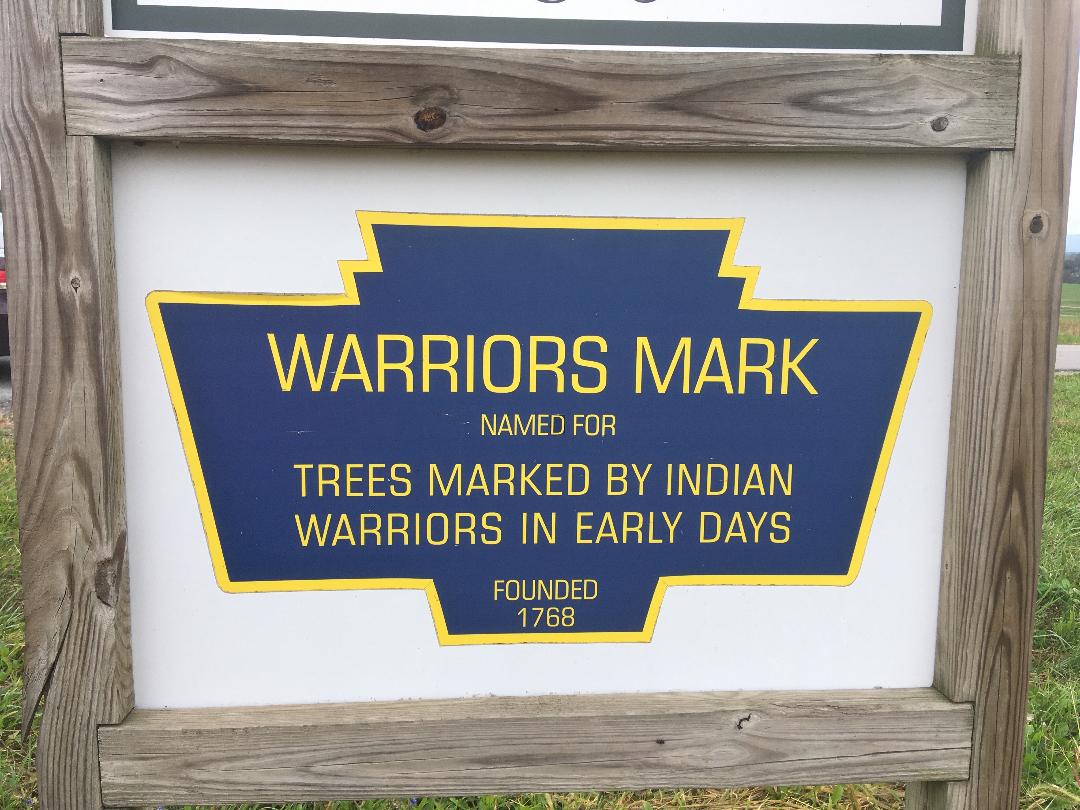 WARRIORS MARK
NAMED FOR
TREES MARKED BY INDIAN
WARRIORS IN EARLY DAYS
FOUNDED
1768